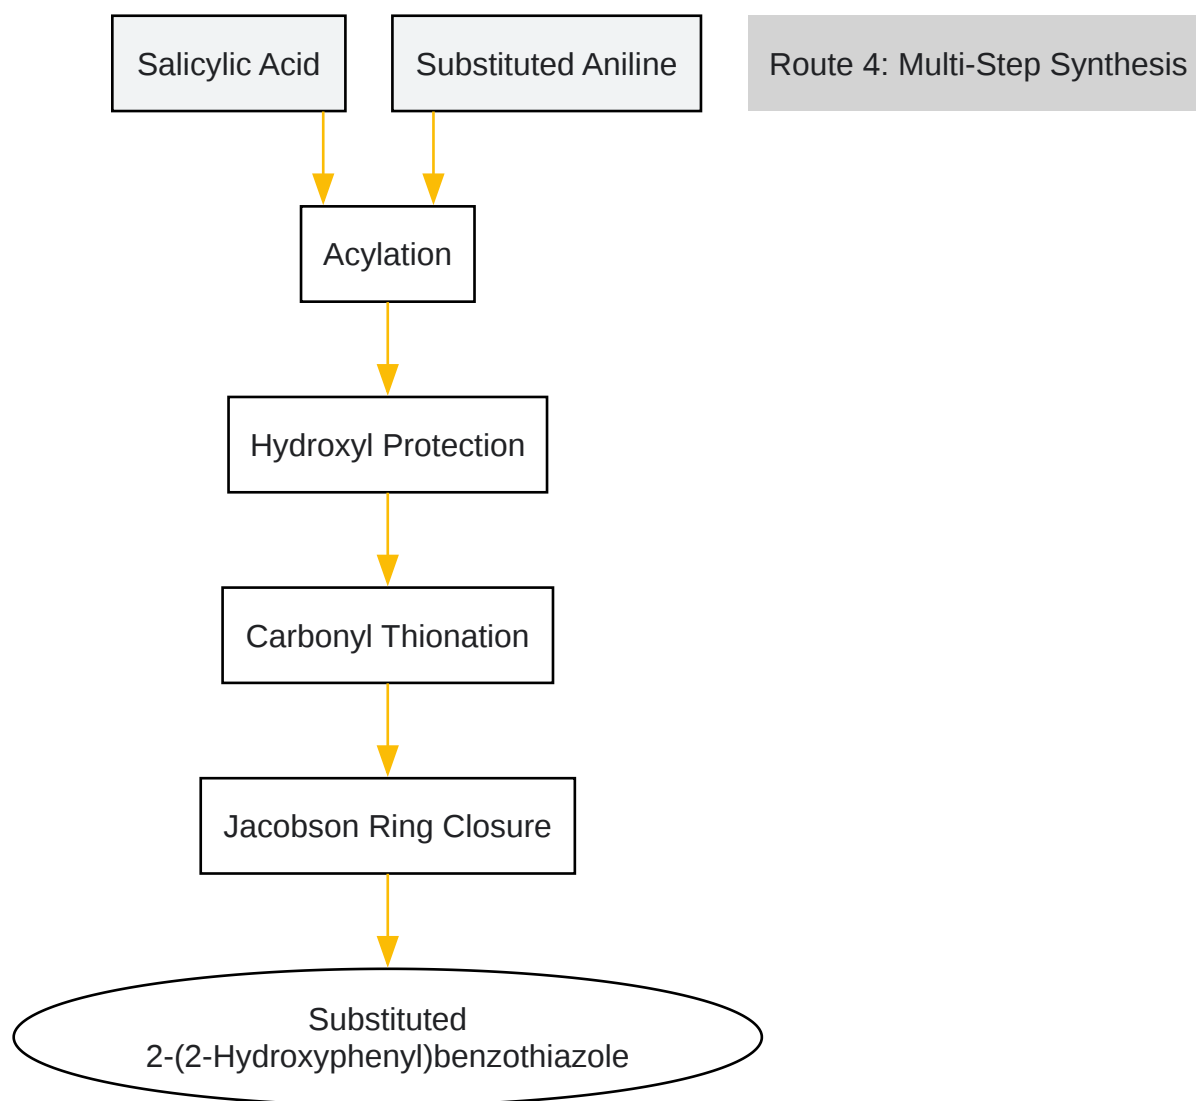 Salicylic Acid
Substituted Aniline
Route 4: Multi-Step Synthesis
Acylation
Hydroxyl Protection
Carbonyl Thionation
Jacobson Ring Closure
Substituted
2-(2-Hydroxyphenyl)benzothiazole